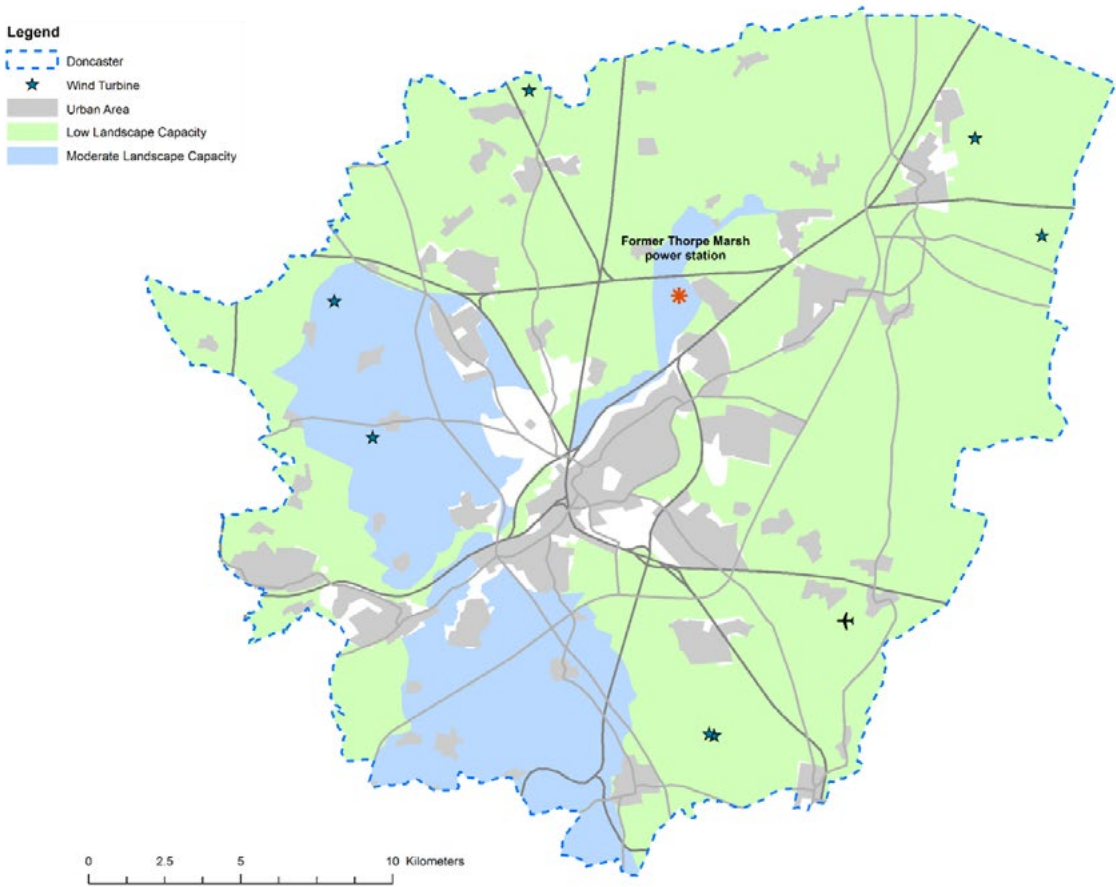 Legend
Doncaster
Wind Turbine
Urban Area
Low Landscape Capacity
Moderate Landscape Capacity
Former Thorpe Marsh
power station
0 2.5 5 10 Kilometers